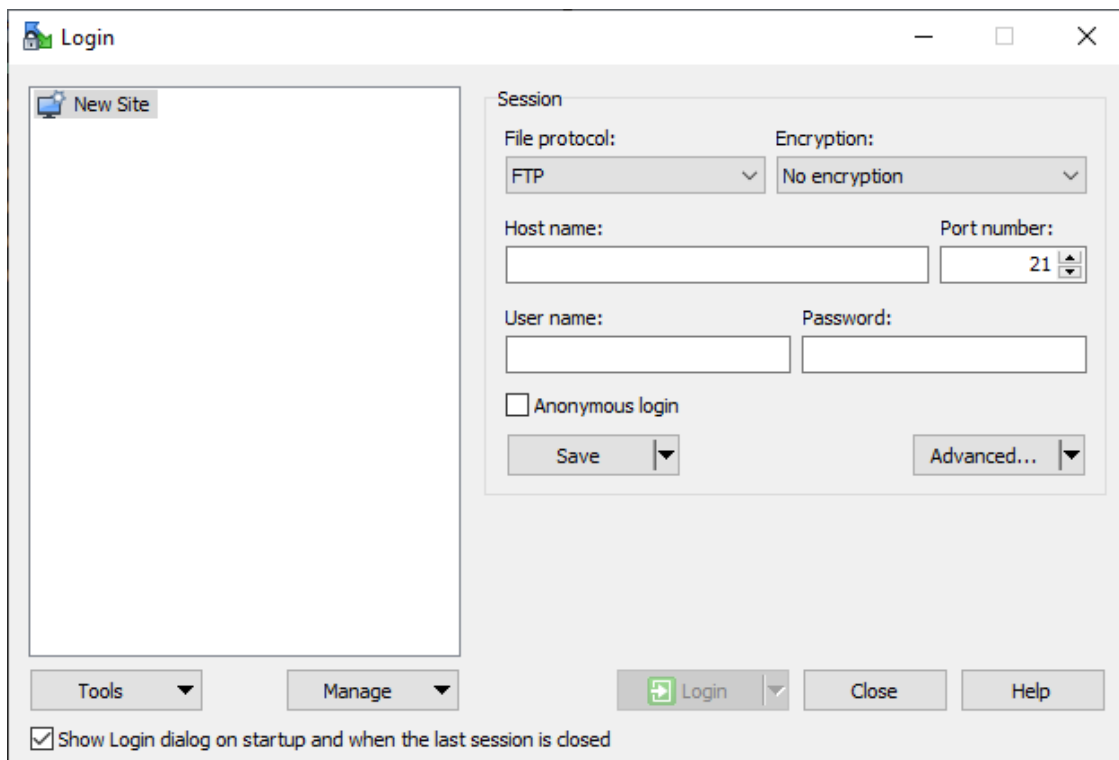 Login
New Site
Session
File protocol:
Encryption:
FTP
No encryption
Host name:
Port number:
21
User name:
Password:
Anonymous login
Save
Advanced...
Tools
Manage
Login
Close
Help
Show Login dialog on startup and when the last session is closed